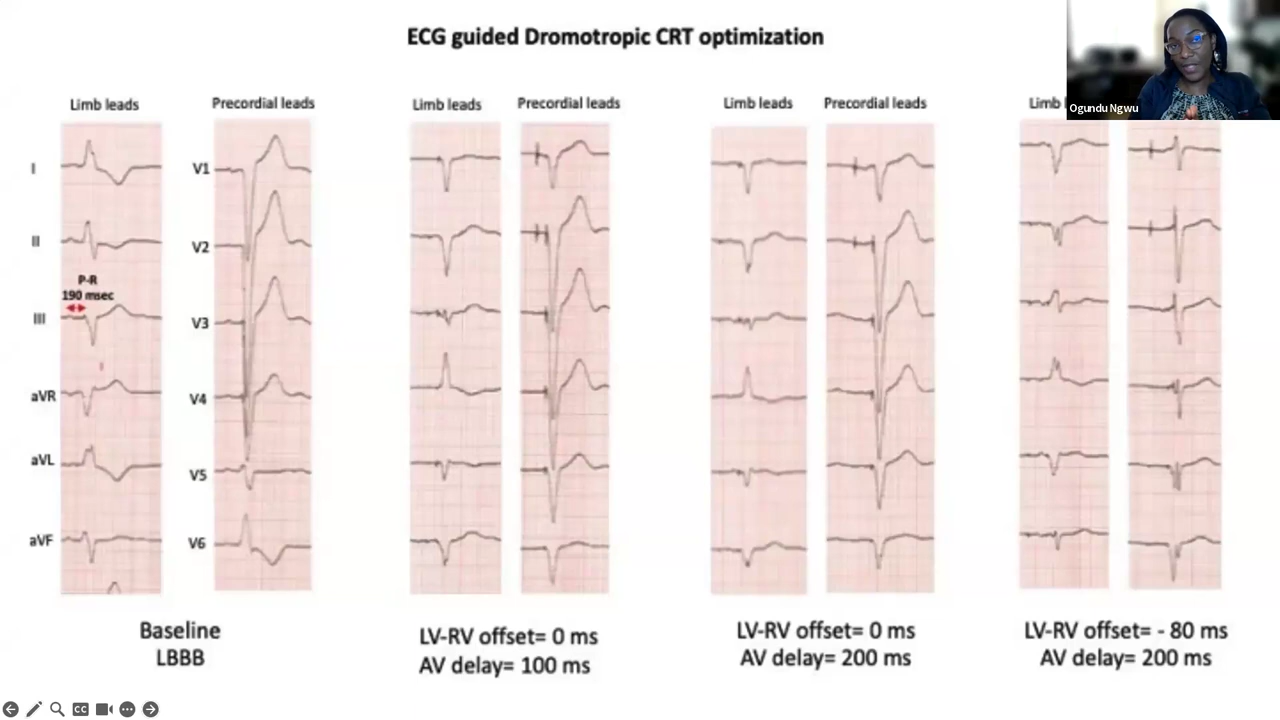 ECG guided Dromotropic CRT optimization
Ogundu Ngwu
Limb leads
Precordial leads
Limb leads
Precordial leads
Limb leads
Precordial leads
Limb
I
II
P-R
190 msec
III
aVR
aVL
aVF
V1
V2
V3
V4
V5
V6
Baseline
LBBB
LV-RV offset= 0 ms
AV delay= 100 ms
LV-RV offset= 0 ms
AV delay= 200 ms
LV-RV offset= - 80 ms
AV delay= 200 ms
CC